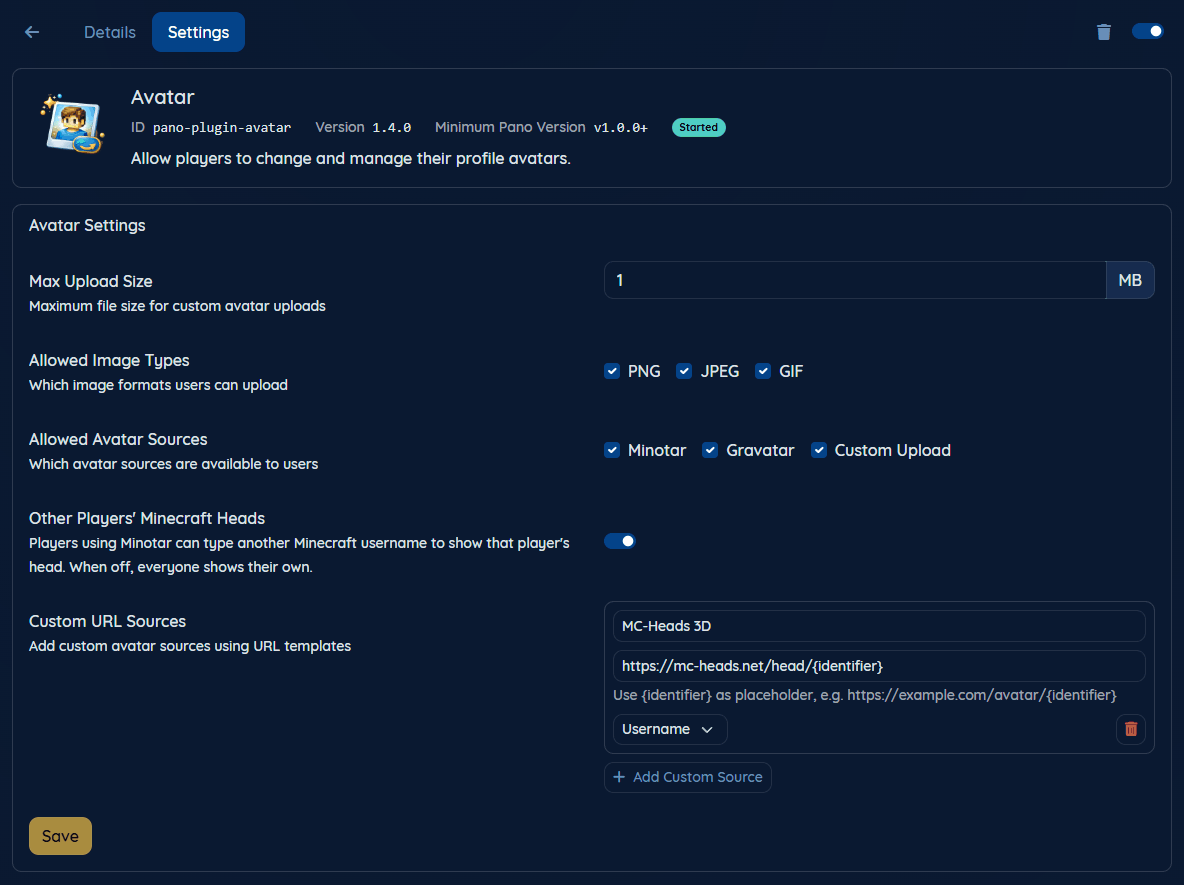 Details
Settings
Avatar
ID pano-plugin-avatar Version 1.4.0 Minimum Pano Version v1.0.0+ Started
Allow players to change and manage their profile avatars.
Avatar Settings
Max Upload Size
Maximum file size for custom avatar uploads
1 MB
Allowed Image Types
Which image formats users can upload
PNG JPEG GIF
Allowed Avatar Sources
Which avatar sources are available to users
Minotar Gravatar Custom Upload
Other Players' Minecraft Heads
Players using Minotar can type another Minecraft username to show that player's
head. When off, everyone shows their own.
Custom URL Sources
Add custom avatar sources using URL templates
MC-Heads 3D
https://mc-heads.net/head/{identifier}
Use {identifier} as placeholder, e.g. https://example.com/avatar/{identifier}
Username
+ Add Custom Source
Save